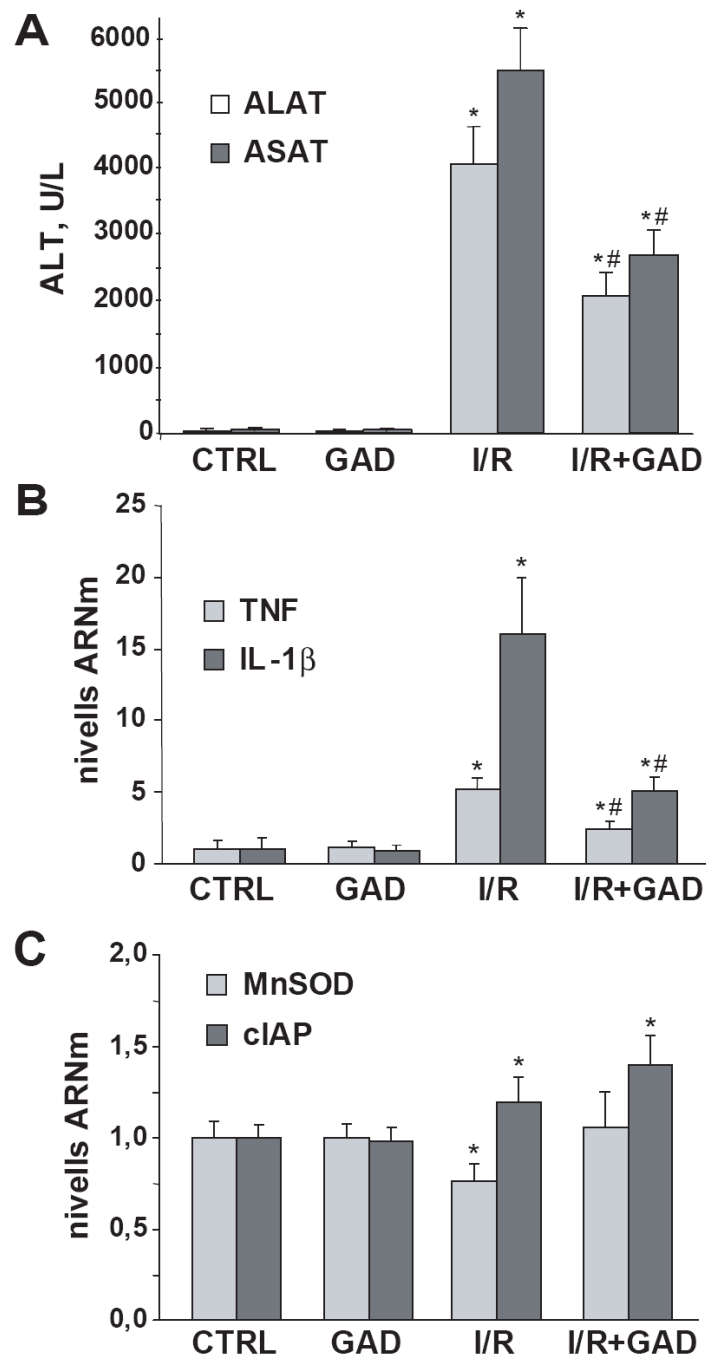 A
6000
5000
4000
3000
2000
1000
0
ALT, U/L
ALAT
ASAT
*
*
*#
*#
CTRL GAD I/R I/R+GAD
B
25
20
15
10
5
0
nivells ARNm
TNF
IL-1β
*
*
*#
*#
CTRL GAD I/R I/R+GAD
C
2,0
1,5
1,0
0,5
0,0
nivells ARNm
MnSOD
cIAP
*
*
*
CTRL GAD I/R I/R+GAD